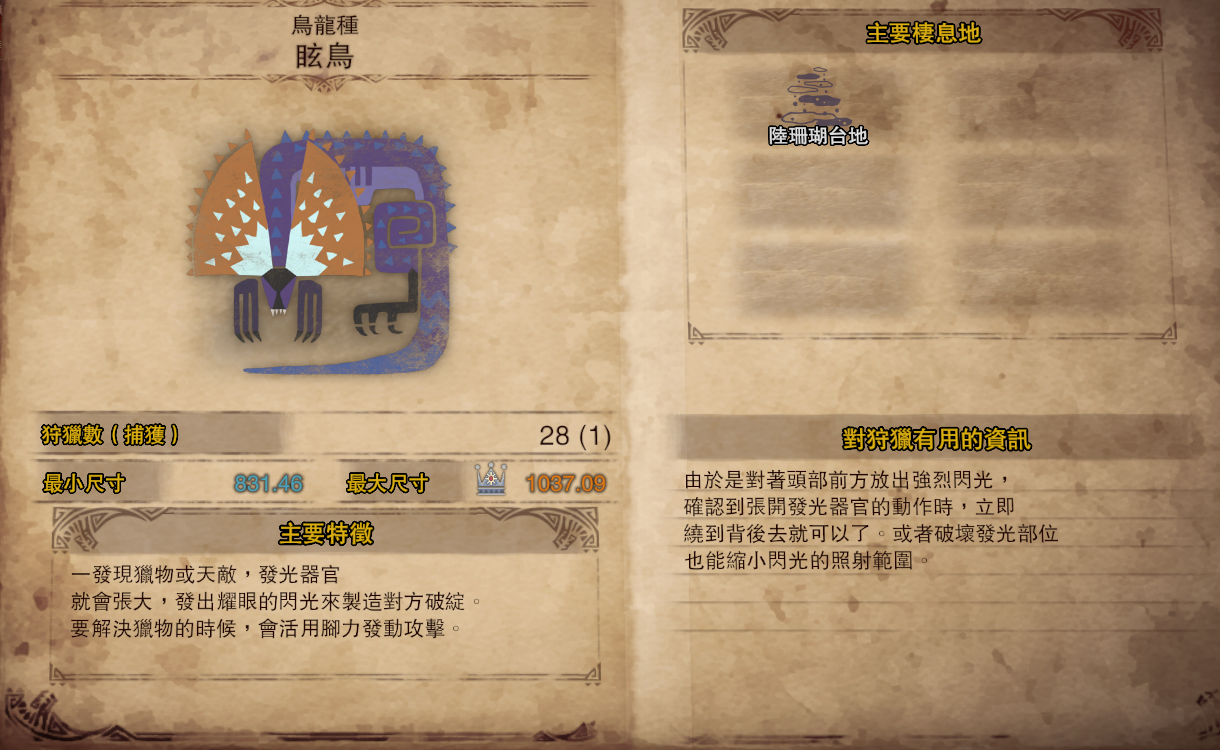 鳥龍種
眩鳥
狩獵數 ( 捕獲 )
28 (1)
最小尺寸
831.46
最大尺寸
1037.09
主要特徵
一發現獵物或天敵，發光器官
就會張大，發出耀眼的閃光來製造對方破綻。
要解決獵物的時候，會活用腳力發動攻擊。
主要棲息地
陸珊瑚台地
對狩獵有用的資訊
由於是對著頭部前方放出強烈閃光，
確認到張開發光器官的動作時，立即
繞到背後去就可以了。或者破壞發光部位
也能縮小閃光的照射範圍。